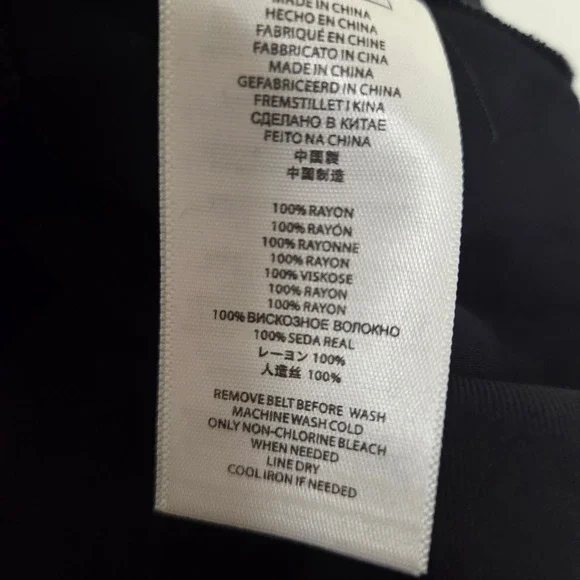 MADE IN CHINA
HECHO EN CHINA
FABRIQUÉ EN CHINE
FABBRICATO IN CINA
MADE IN CHINA
GEFABRICEERD IN CHINA
FREMSTILLET I KINA
СДЕЛАНО В КИТАЕ
FEITO NA CHINA
中国製
中国制造
100% RAYON
100% RAYÓN
100% RAYONNE
100% RAYON
100% VISKOSE
100% RAYON
100% RAYON
100% ВИСКОЗНОЕ ВОЛОКНО
100% SEDA REAL
レーヨン 100%
人造丝 100%
REMOVE BELT BEFORE WASH
MACHINE WASH COLD
ONLY NON-CHLORINE BLEACH
WHEN NEEDED
LINE DRY
COOL IRON IF NEEDED